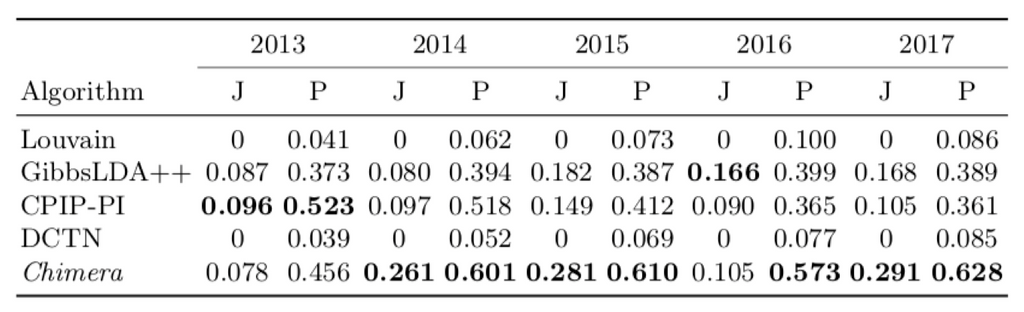 2013 2014 2015 2016 2017
Algorithm J P J P J P J P J P
Louvain 0 0.041 0 0.062 0 0.073 0 0.100 0 0.086
GibbsLDA++ 0.087 0.373 0.080 0.394 0.182 0.387 0.166 0.399 0.168 0.389
CPIP-PI 0.096 0.523 0.097 0.518 0.149 0.412 0.090 0.365 0.105 0.361
DCTN 0 0.039 0 0.052 0 0.069 0 0.077 0 0.085
Chimera 0.078 0.456 0.261 0.601 0.281 0.610 0.105 0.573 0.291 0.628